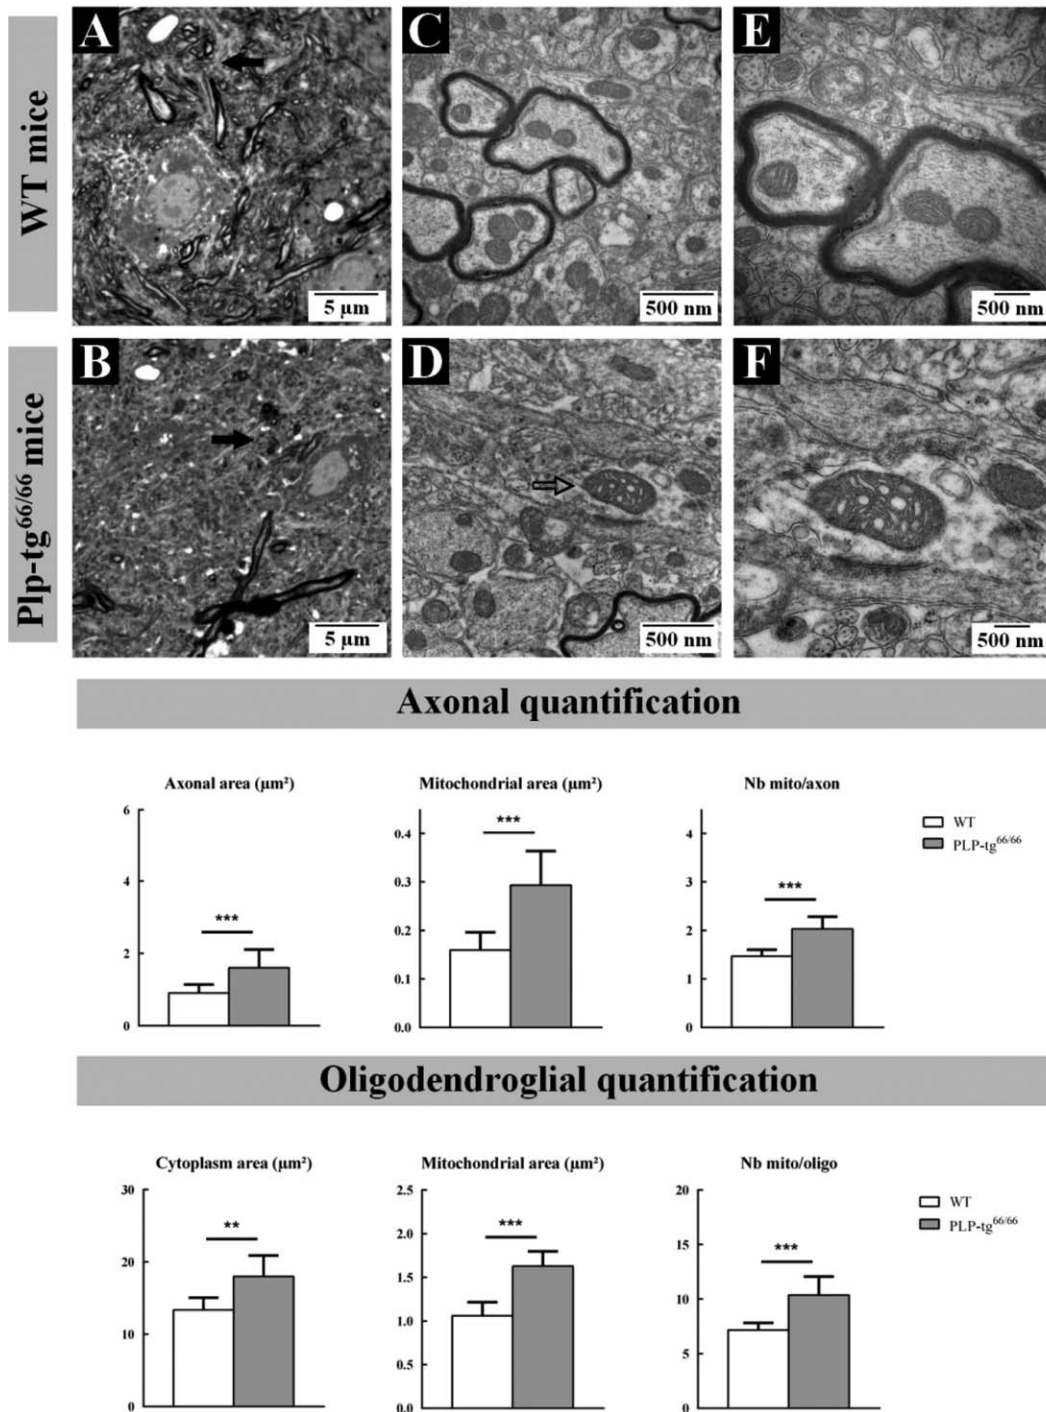 WT mice
A
C
E
5 µm
500 nm
500 nm
Plp-tg66/66 mice
B
D
F
5 µm
500 nm
500 nm
Axonal quantification
Axonal area (µm²)
6
4
2
0
***
Mitochondrial area (µm²)
0.4
0.3
0.2
0.1
0.0
***
Nb mito/axon
4
3
2
1
0
***
WT
PLP-tg66/66
Oligodendroglial quantification
Cytoplasm area (µm²)
30
20
10
0
**
Mitochondrial area (µm²)
2.5
2.0
1.5
1.0
0.5
0.0
***
Nb mito/oligo
20
15
10
5
0
***
WT
PLP-tg66/66